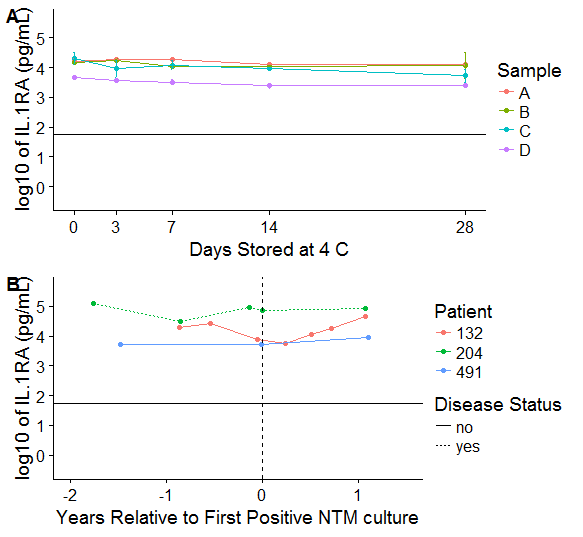 A
log10 of IL.1RA (pg/mL)
5
4
3
2
1
0
0 3 7 14 28
Days Stored at 4 C
Sample
A
B
C
D
B
log10 of IL.1RA (pg/mL)
5
4
3
2
1
0
-2 -1 0 1
Years Relative to First Positive NTM culture
Patient
132
204
491
Disease Status
no
yes